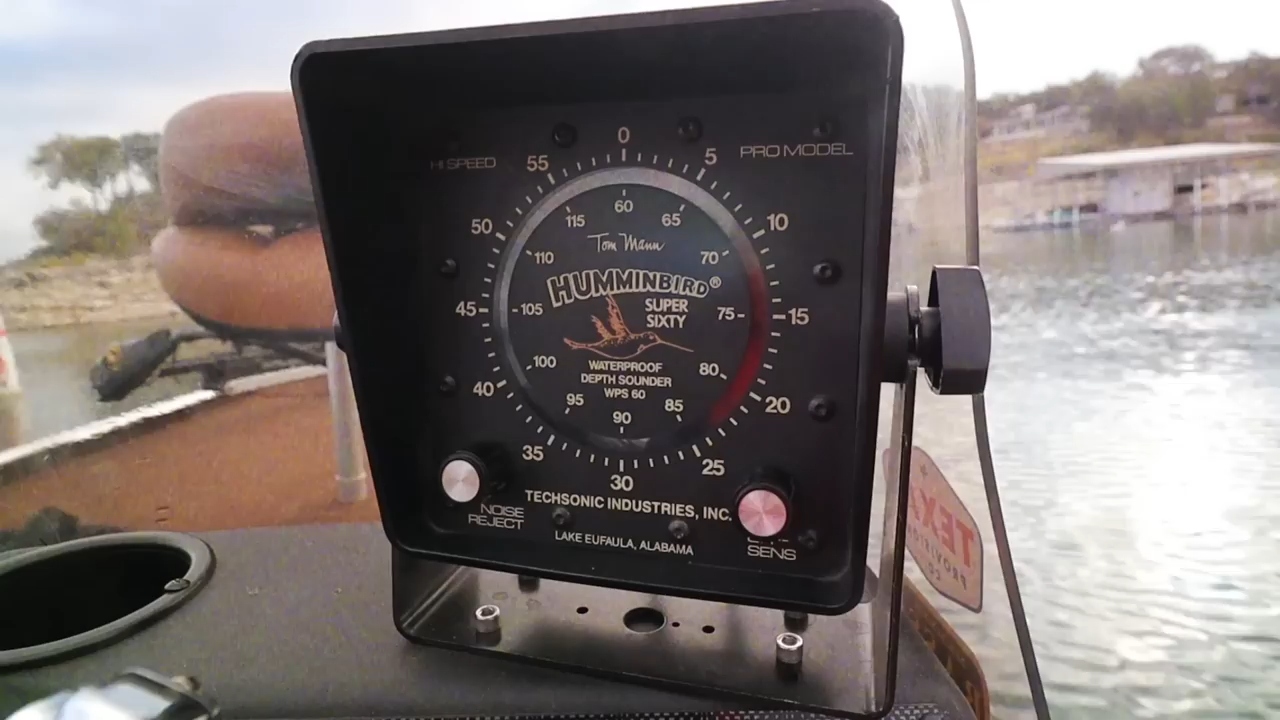 HI SPEED
PRO MODEL
0
5
10
15
20
25
30
35
40
45
50
55
60
65
70
75
80
85
90
95
100
105
110
115
Tom Mann
HUMMINBIRD®
SUPER
SIXTY
WATERPROOF
DEPTH SOUNDER
WPS 60
TECHSONIC INDUSTRIES, INC.
LAKE EUFAULA, ALABAMA
NOISE
REJECT
SENS